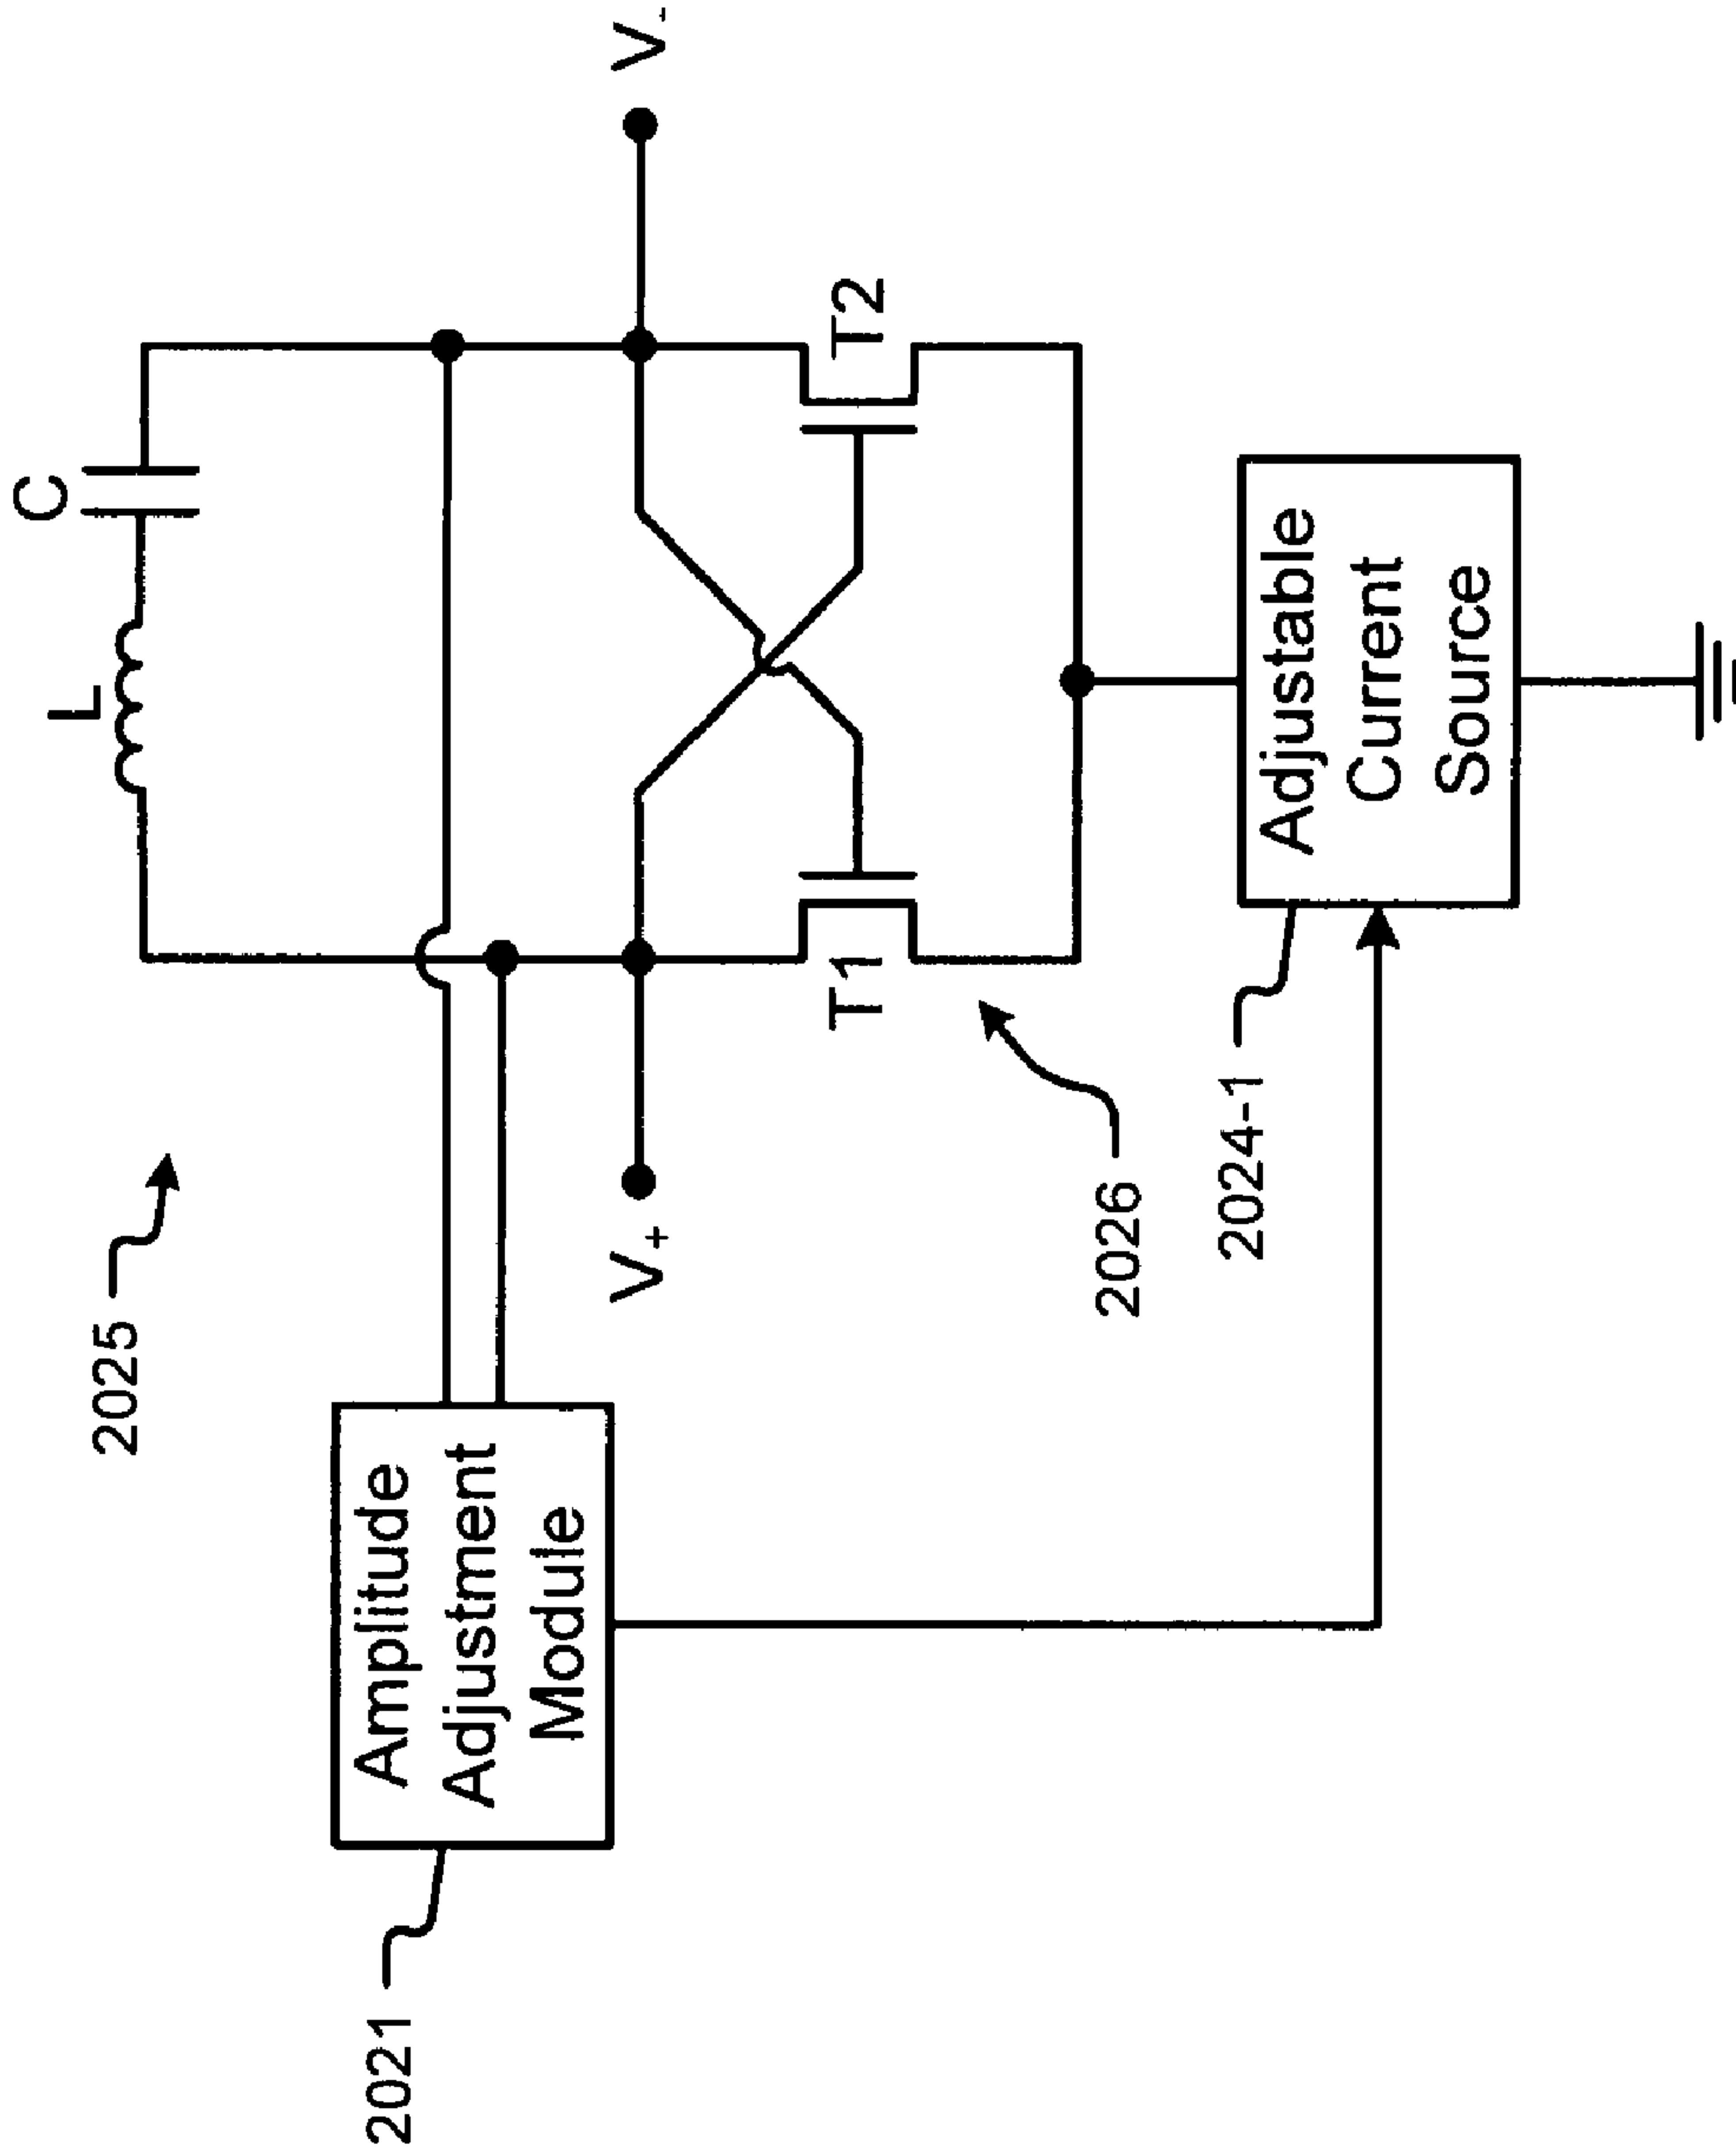 2025
L
C
2021
Amplitude
Adjustment
Module
V+
V-
T1
T2
2026
2024-1
Adjustable
Current
Source